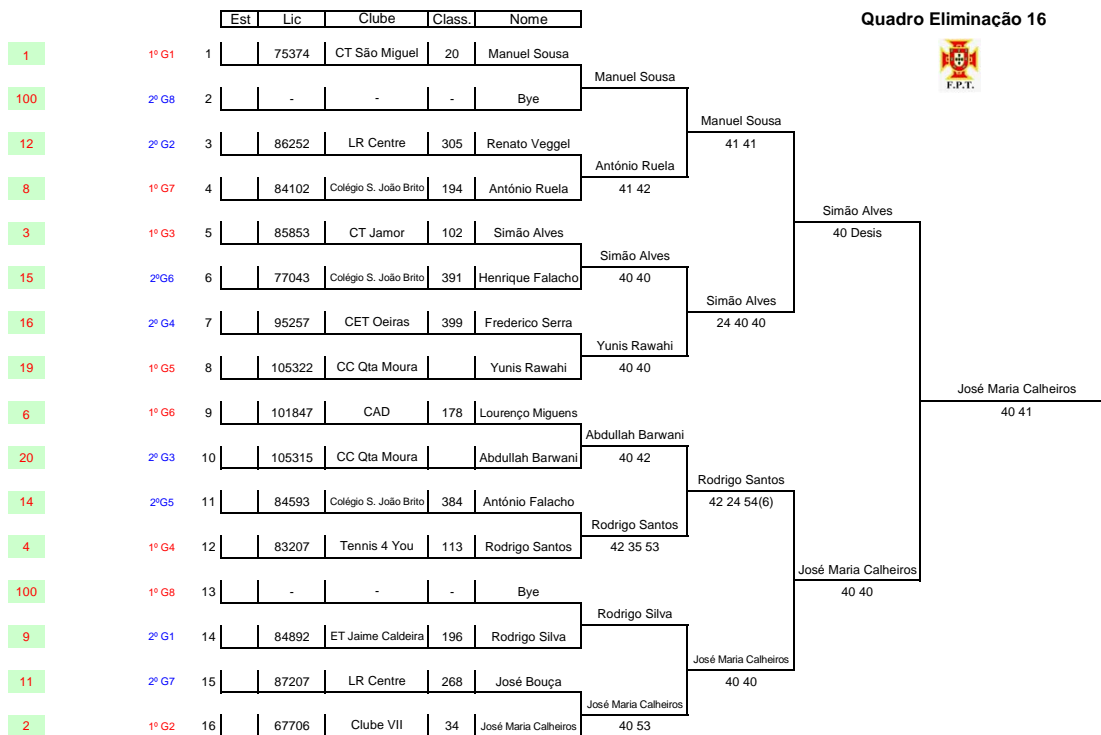 Est Lic Clube Class. Nome
Quadro Eliminação 16
F.P.T.
1 1º G1 1 75374 CT São Miguel 20 Manuel Sousa
Manuel Sousa
100 2º G8 2 - - - Bye
Manuel Sousa
12 2º G2 3 86252 LR Centre 305 Renato Veggel
41 41
António Ruela
8 1º G7 4 84102 Colégio S. João Brito 194 António Ruela
41 42
Simão Alves
3 1º G3 5 85853 CT Jamor 102 Simão Alves
40 Desis
Simão Alves
15 2ºG6 6 77043 Colégio S. João Brito 391 Henrique Falacho
40 40
Simão Alves
16 2º G4 7 95257 CET Oeiras 399 Frederico Serra
24 40 40
Yunis Rawahi
19 1º G5 8 105322 CC Qta Moura Yunis Rawahi
40 40
José Maria Calheiros
6 1º G6 9 101847 CAD 178 Lourenço Miguens
40 41
Abdullah Barwani
20 2º G3 10 105315 CC Qta Moura Abdullah Barwani
40 42
Rodrigo Santos
14 2ºG5 11 84593 Colégio S. João Brito 384 António Falacho
42 24 54(6)
Rodrigo Santos
4 1º G4 12 83207 Tennis 4 You 113 Rodrigo Santos
42 35 53
José Maria Calheiros
100 1º G8 13 - - - Bye
40 40
Rodrigo Silva
9 2º G1 14 84892 ET Jaime Caldeira 196 Rodrigo Silva
José Maria Calheiros
11 2º G7 15 87207 LR Centre 268 José Bouça
40 40
José Maria Calheiros
2 1º G2 16 67706 Clube VII 34 José Maria Calheiros
40 53